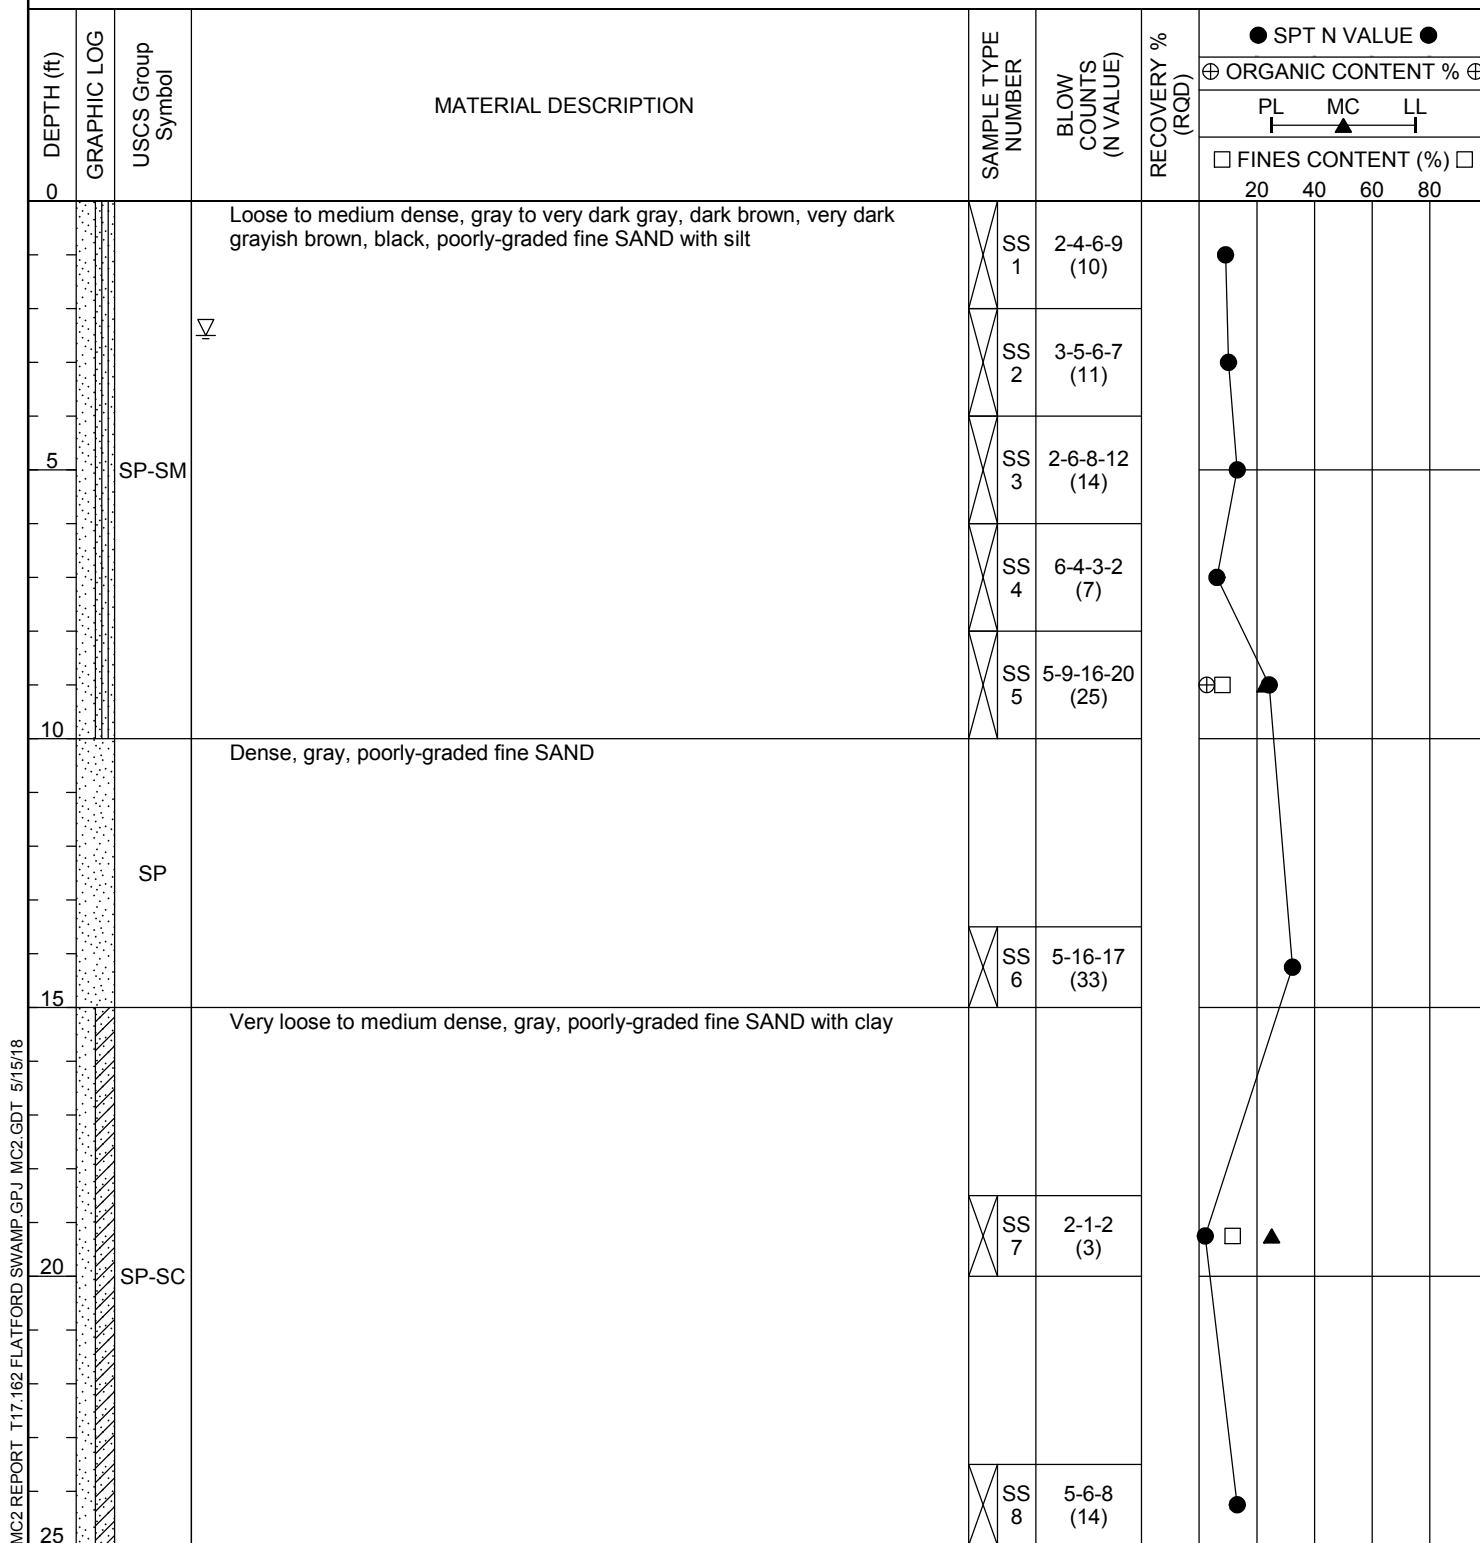 DEPTH (ft)
GRAPHIC LOG
USCS Group
Symbol
MATERIAL DESCRIPTION
SAMPLE TYPE
NUMBER
BLOW
COUNTS
(N VALUE)
RECOVERY %
(RQD)
SPT N VALUE
ORGANIC CONTENT %
PL MC LL
FINES CONTENT (%)
20 40 60 80
0
Loose to medium dense, gray to very dark gray, dark brown, very dark
grayish brown, black, poorly-graded fine SAND with silt
SS
1
2-4-6-9
(10)
SS
2
3-5-6-7
(11)
5
SP-SM
SS
3
2-6-8-12
(14)
SS
4
6-4-3-2
(7)
SS
5
5-9-16-20
(25)
10
Dense, gray, poorly-graded fine SAND
SP
SS
6
5-16-17
(33)
15
Very loose to medium dense, gray, poorly-graded fine SAND with clay
SS
7
2-1-2
(3)
20
SP-SC
SS
8
5-6-8
(14)
25
MC2 REPORT T17.162 FLATFORD SWAMP.GPJ MC2.GDT 5/15/18